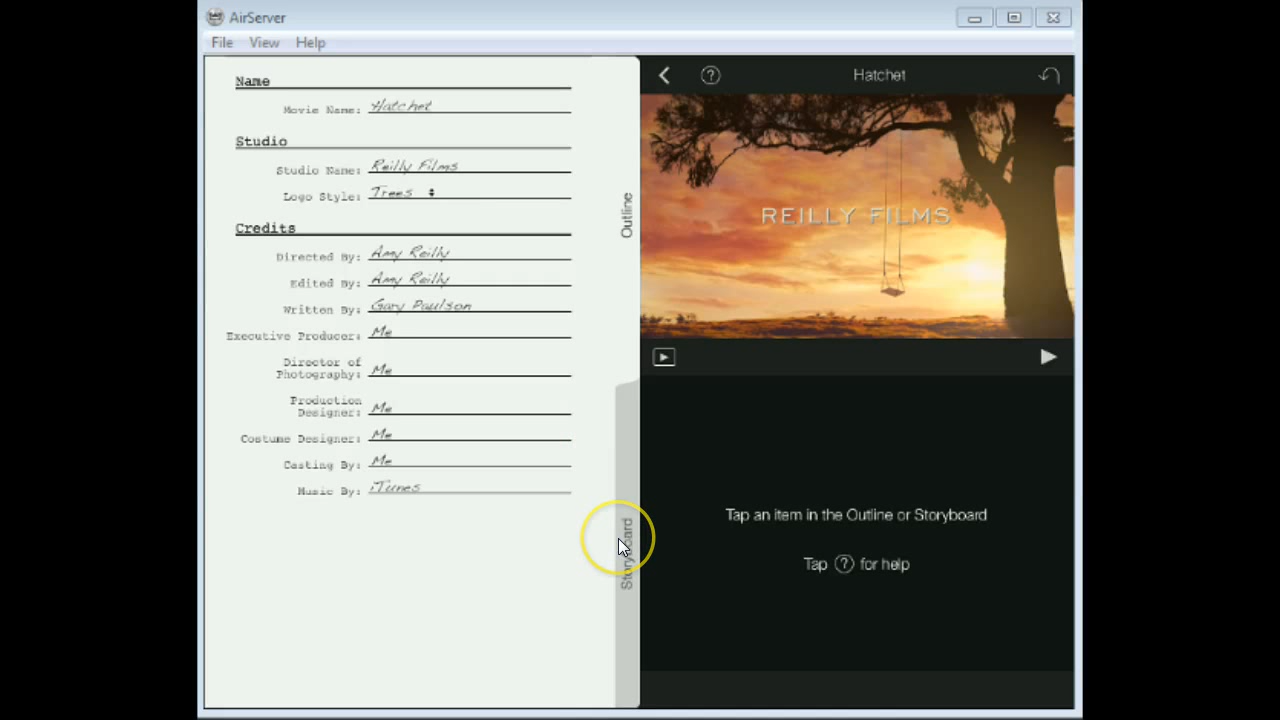 AirServer
File View Help
Name
Movie Name: Hatchet
Studio
Studio Name: Reilly Films
Logo Style: Trees
Credits
Directed By: Amy Reilly
Edited By: Amy Reilly
Written By: Gary Paulson
Executive Producer: Me
Director of
Photography: Me
Production
Designer: Me
Costume Designer: Me
Casting By: Me
Music By: iTunes
Outline
Storyboard
? Hatchet
REILLY FILMS
Tap an item in the Outline or Storyboard
Tap ? for help